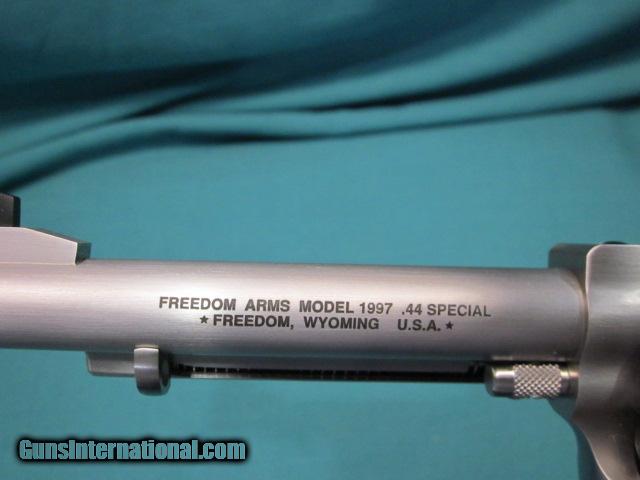 FREEDOM ARMS MODEL 1997 .44 SPECIAL
★ FREEDOM, WYOMING U.S.A. ★
GunsInternational.com